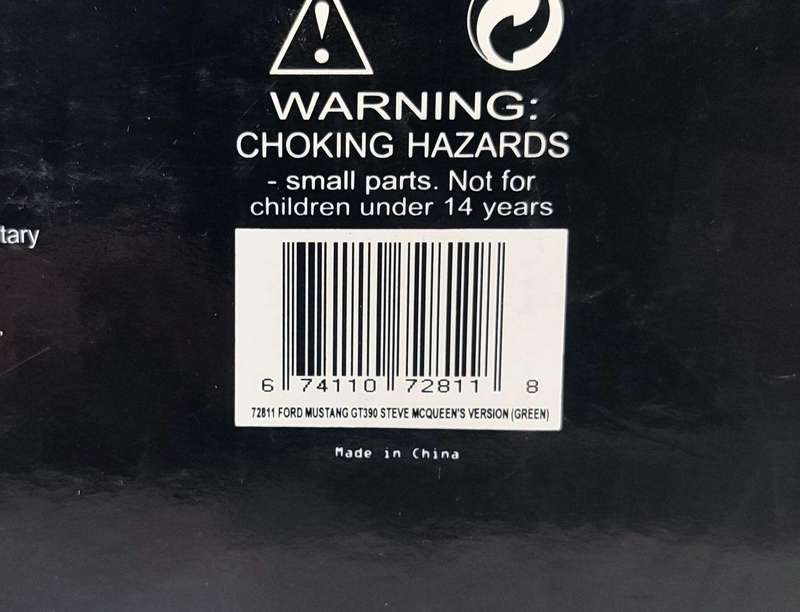 WARNING:
CHOKING HAZARDS
- small parts. Not for
children under 14 years
tary
6 74110 72811 8
72811 FORD MUSTANG GT390 STEVE MCQUEEN'S VERSION (GREEN)
Made in China